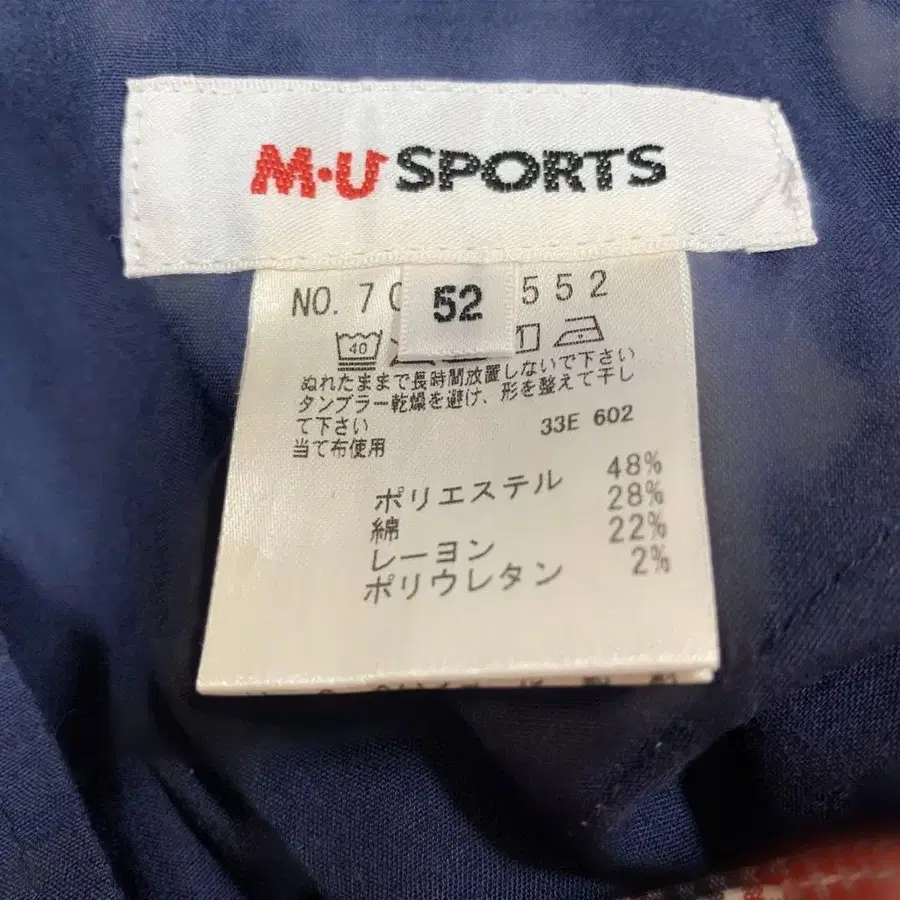 M·U SPORTS
NO. 7
52
552
40
ぬれたままで長時間放置しないで下さい
タンブラー乾燥を避け、形を整えて干し
て下さい
33E 602
当て布使用
ポリエステル 48%
綿 28%
レーヨン 22%
ポリウレタン 2%